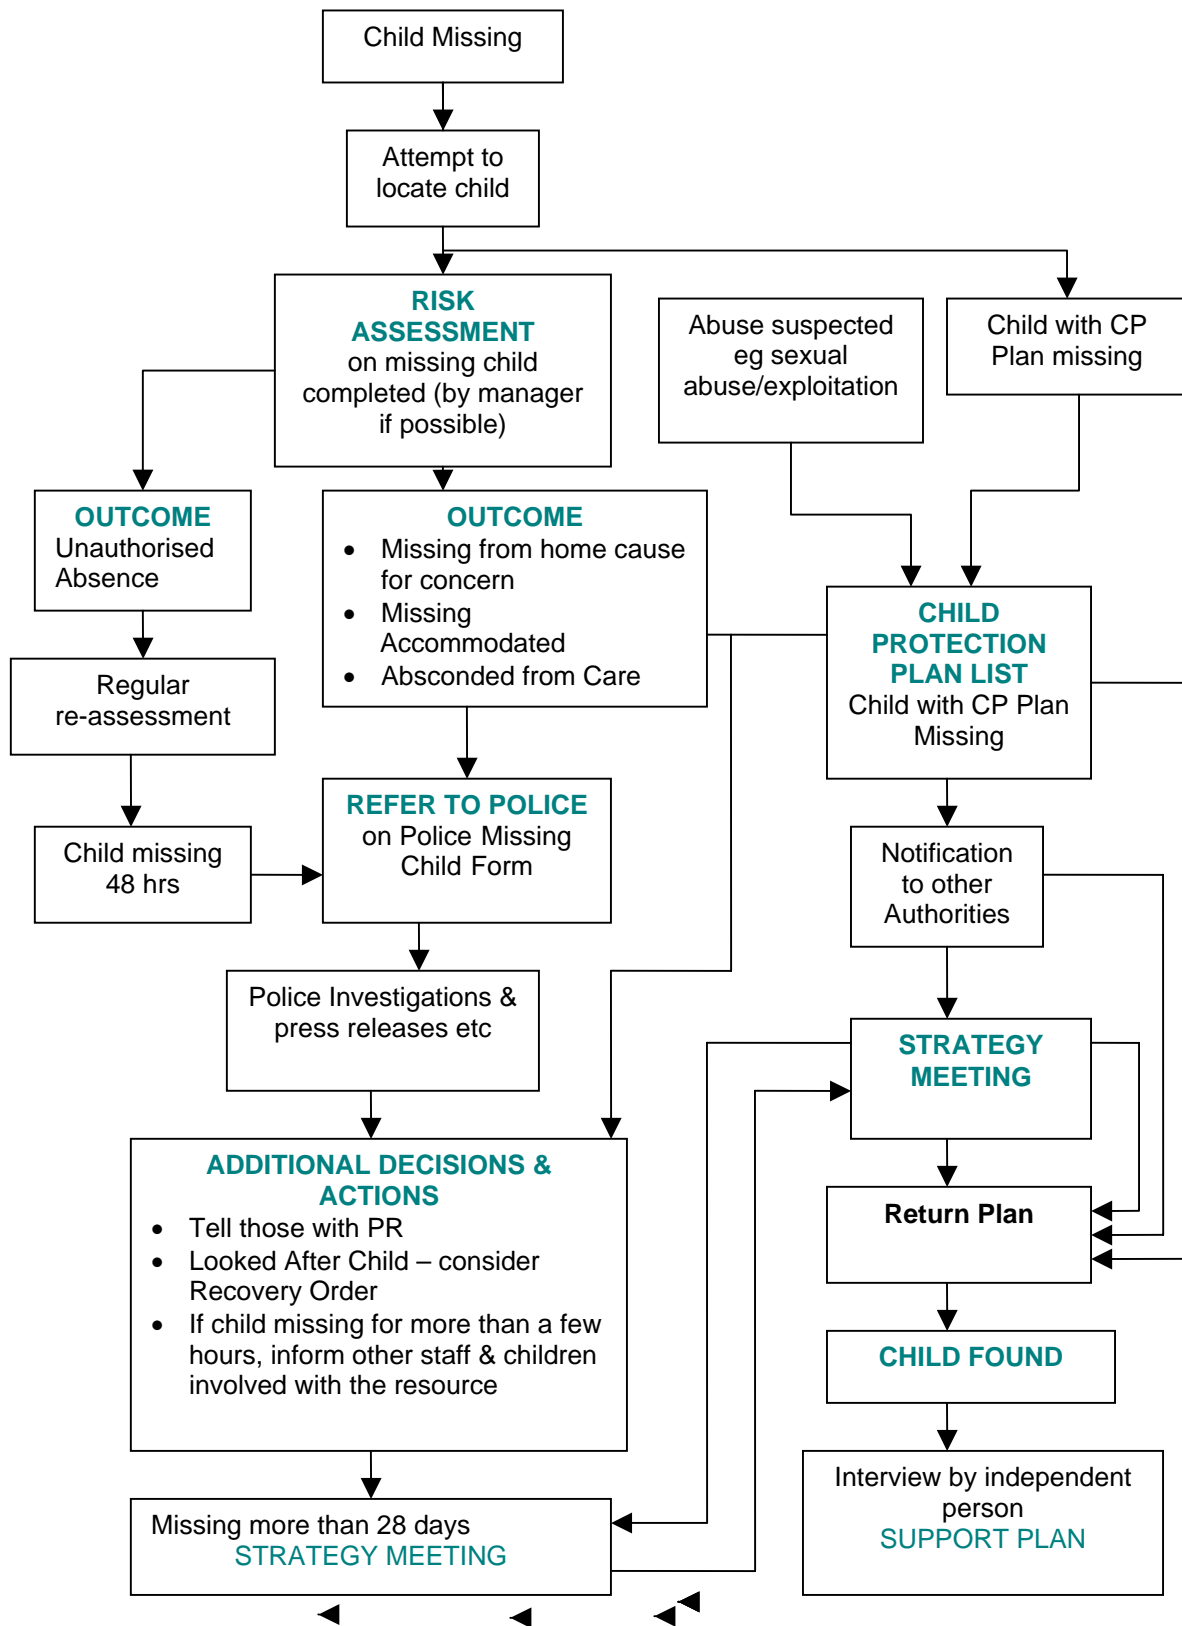 Child Missing
Attempt to
locate child
RISK
ASSESSMENT
on missing child
completed (by manager
if possible)
Abuse suspected
eg sexual
abuse/exploitation
Child with CP
Plan missing
OUTCOME
Unauthorised
Absence
OUTCOME
• Missing from home cause
for concern
• Missing
Accommodated
• Absconded from Care
CHILD
PROTECTION
PLAN LIST
Child with CP Plan
Missing
Regular
re-assessment
REFER TO POLICE
on Police Missing
Child Form
Child missing
48 hrs
Notification
to other
Authorities
Police Investigations &
press releases etc
STRATEGY
MEETING
ADDITIONAL DECISIONS &
ACTIONS
• Tell those with PR
• Looked After Child – consider
Recovery Order
• If child missing for more than a few
hours, inform other staff & children
involved with the resource
Return Plan
CHILD FOUND
Missing more than 28 days
STRATEGY MEETING
Interview by independent
person
SUPPORT PLAN